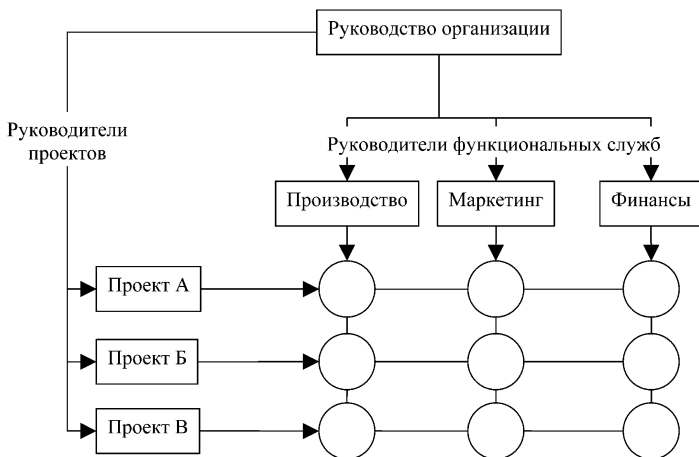 Руководство организации
Руководители
проектов
Руководители функциональных служб
Производство
Маркетинг
Финансы
Проект А
Проект Б
Проект В